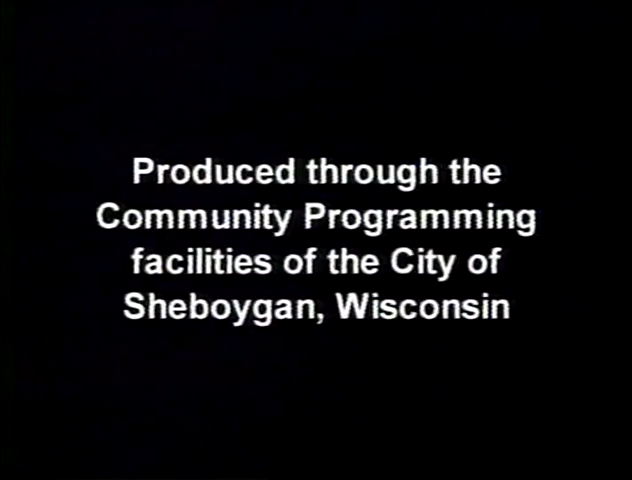 Produced through the
Community Programming
facilities of the City of
Sheboygan, Wisconsin